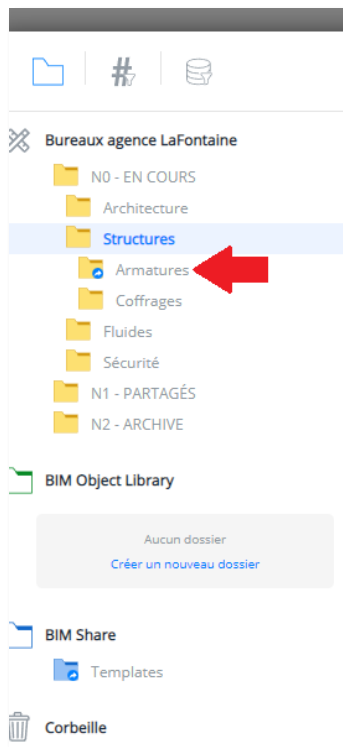 Bureaux agence LaFontaine
N0 - EN COURS
Architecture
Structures
Armatures
Coffrages
Fluides
Sécurité
N1 - PARTAGÉS
N2 - ARCHIVE
BIM Object Library
Aucun dossier
Créer un nouveau dossier
BIM Share
Templates
Corbeille